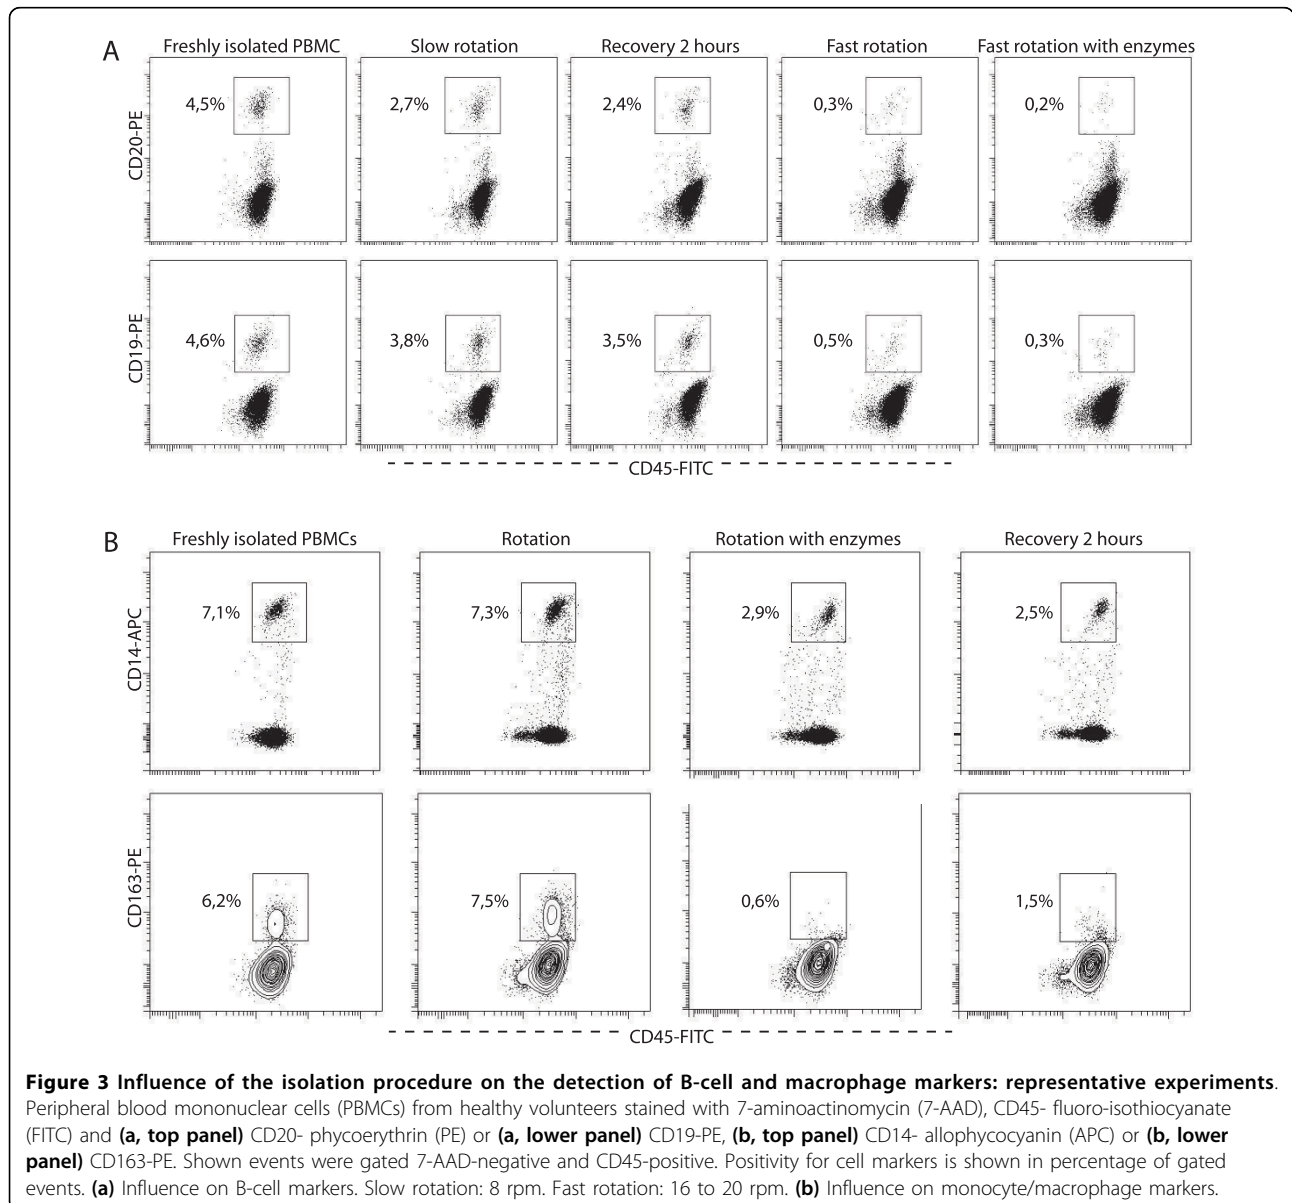 A
Freshly isolated PBMC Slow rotation Recovery 2 hours Fast rotation Fast rotation with enzymes
CD20-PE
4,5% 2,7% 2,4% 0,3% 0,2%
CD19-PE
4,6% 3,8% 3,5% 0,5% 0,3%
CD45-FITC
B
Freshly isolated PBMCs Rotation Rotation with enzymes Recovery 2 hours
CD14-APC
7,1% 7,3% 2,9% 2,5%
CD163-PE
6,2% 7,5% 0,6% 1,5%
CD45-FITC
Figure 3 Influence of the isolation procedure on the detection of B-cell and macrophage markers: representative experiments.
Peripheral blood mononuclear cells (PBMCs) from healthy volunteers stained with 7-aminoactinomycin (7-AAD), CD45- fluoro-isothiocyanate
(FITC) and (a, top panel) CD20- phycoerythrin (PE) or (a, lower panel) CD19-PE, (b, top panel) CD14- allophycocyanin (APC) or (b, lower
panel) CD163-PE. Shown events were gated 7-AAD-negative and CD45-positive. Positivity for cell markers is shown in percentage of gated
events. (a) Influence on B-cell markers. Slow rotation: 8 rpm. Fast rotation: 16 to 20 rpm. (b) Influence on monocyte/macrophage markers.